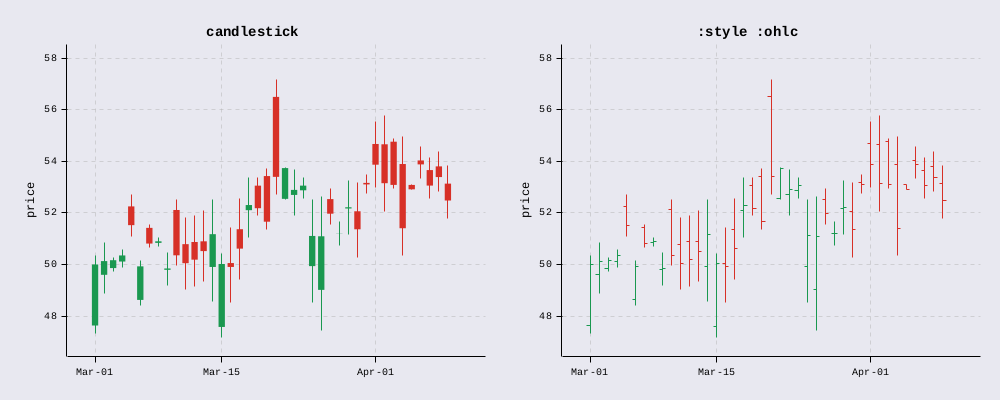 candlestick
58
56
54
52
50
48
price
Mar-01
Mar-15
Apr-01
:style :ohlc
58
56
54
52
50
48
price
Mar-01
Mar-15
Apr-01